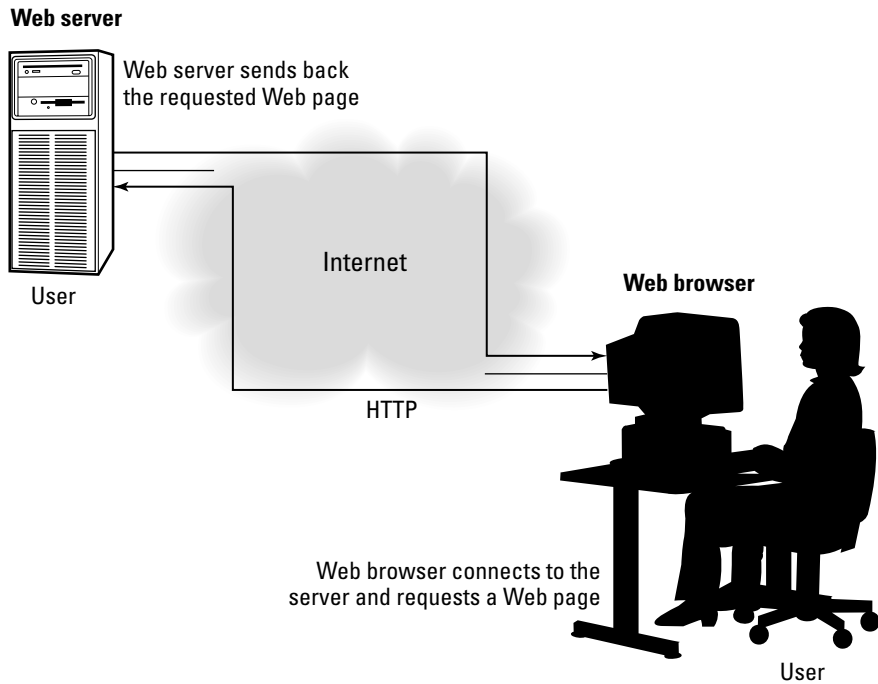 Web server
Web server sends back
the requested Web page
Internet
User
Web browser
HTTP
Web browser connects to the
server and requests a Web page
User